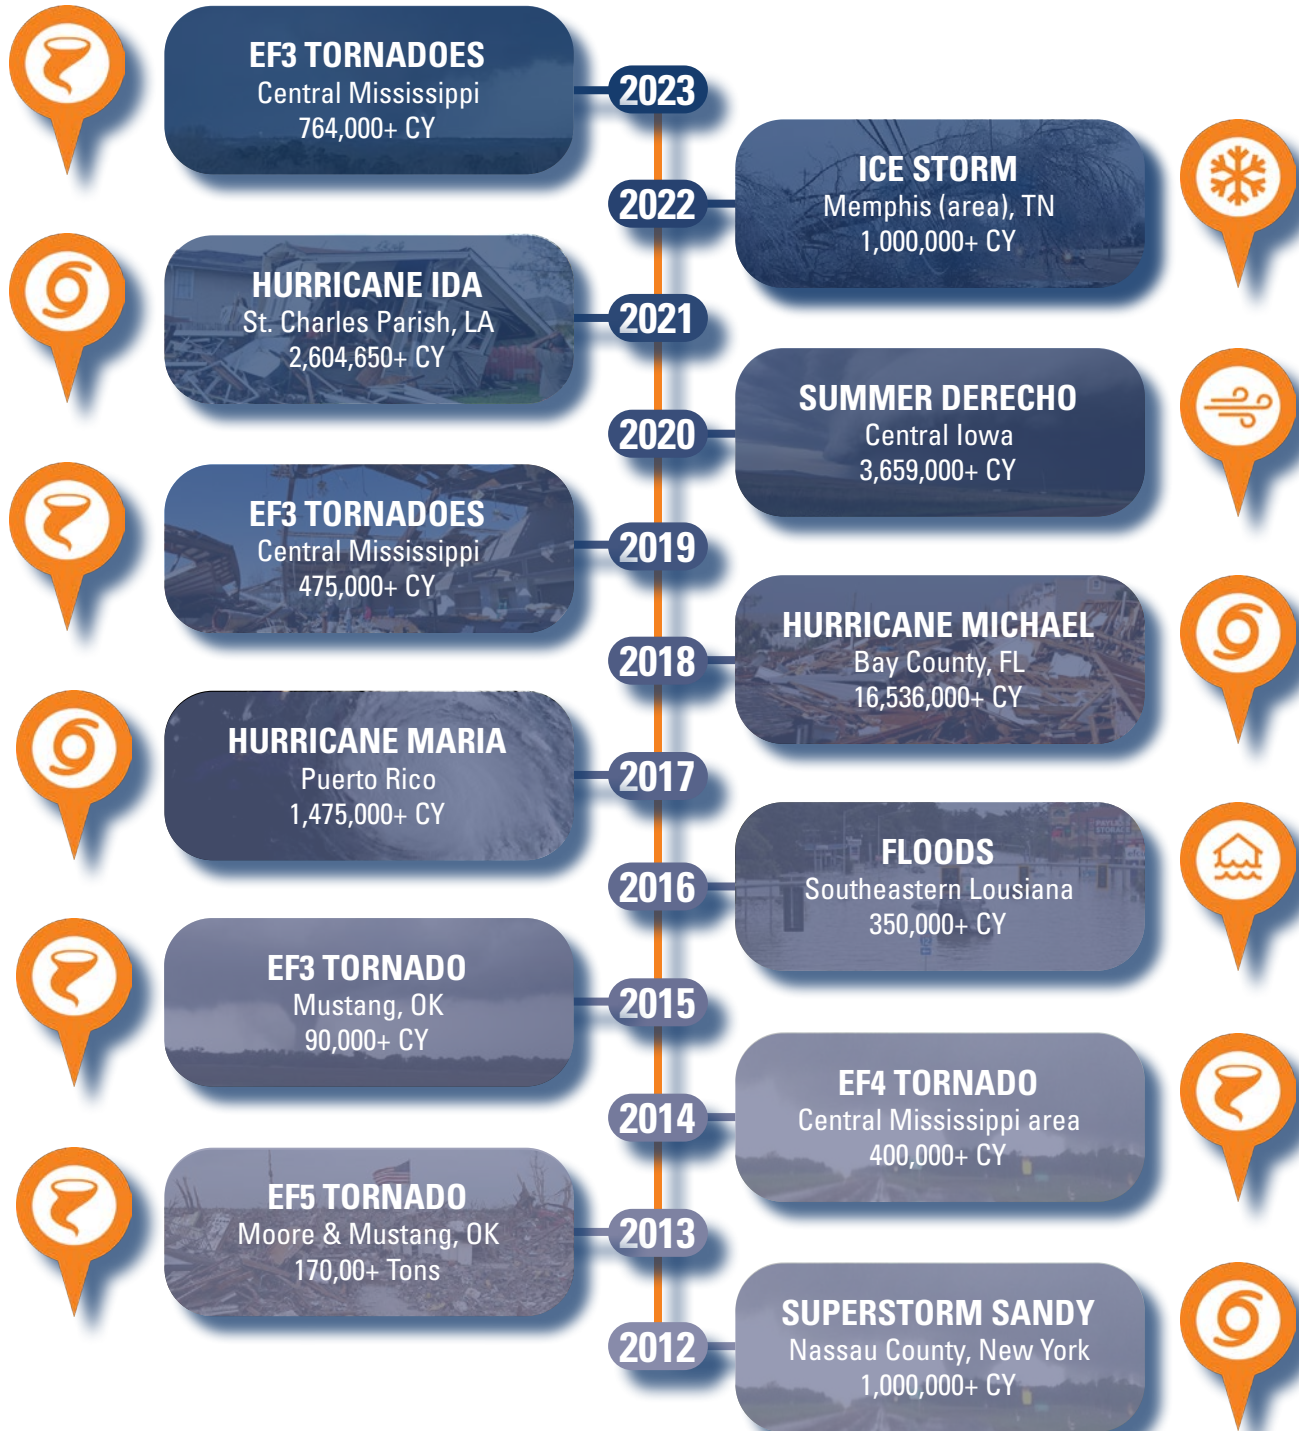 EF3 TORNADOES
Central Mississippi
764,000+ CY
2023
ICE STORM
Memphis (area), TN
1,000,000+ CY
2022
HURRICANE IDA
St. Charles Parish, LA
2,604,650+ CY
2021
SUMMER DERECHO
Central Iowa
3,659,000+ CY
2020
EF3 TORNADOES
Central Mississippi
475,000+ CY
2019
HURRICANE MICHAEL
Bay County, FL
16,536,000+ CY
2018
HURRICANE MARIA
Puerto Rico
1,475,000+ CY
2017
FLOODS
Southeastern Lousiana
350,000+ CY
2016
EF3 TORNADO
Mustang, OK
90,000+ CY
2015
EF4 TORNADO
Central Mississippi area
400,000+ CY
2014
EF5 TORNADO
Moore & Mustang, OK
170,00+ Tons
2013
SUPERSTORM SANDY
Nassau County, New York
1,000,000+ CY
2012